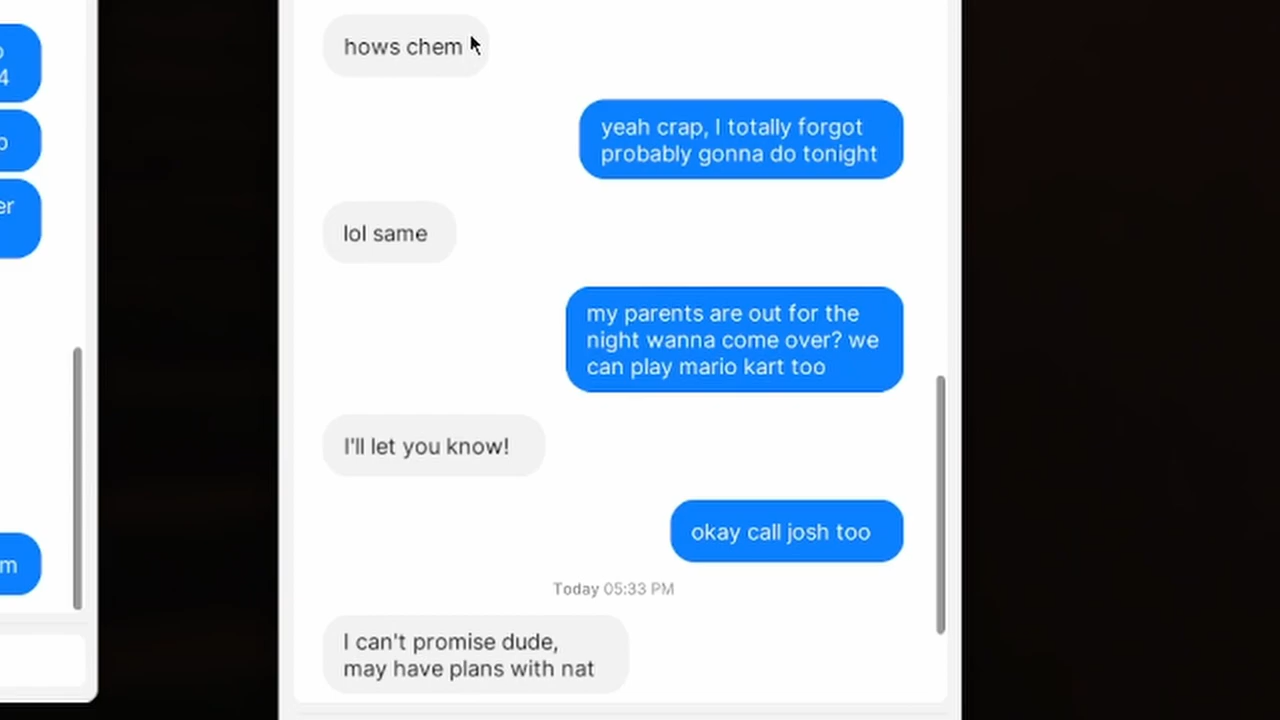 hows chem
yeah crap, I totally forgot
probably gonna do tonight
lol same
my parents are out for the
night wanna come over? we
can play mario kart too
I'll let you know!
okay call josh too
Today 05:33 PM
I can't promise dude,
may have plans with nat